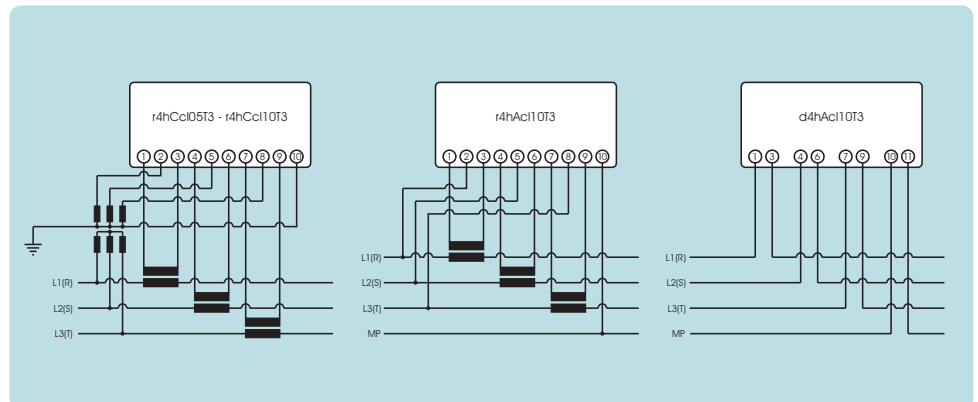 r4hCcl05T3 - r4hCcl10T3
1 2 3 4 5 6 7 8 9 10
L1(R)
L2(S)
L3(T)
r4hAcl10T3
1 2 3 4 5 6 7 8 9 10
L1(R)
L2(S)
L3(T)
MP
d4hAcl10T3
1 3 4 6 7 9 10 11
L1(R)
L2(S)
L3(T)
MP